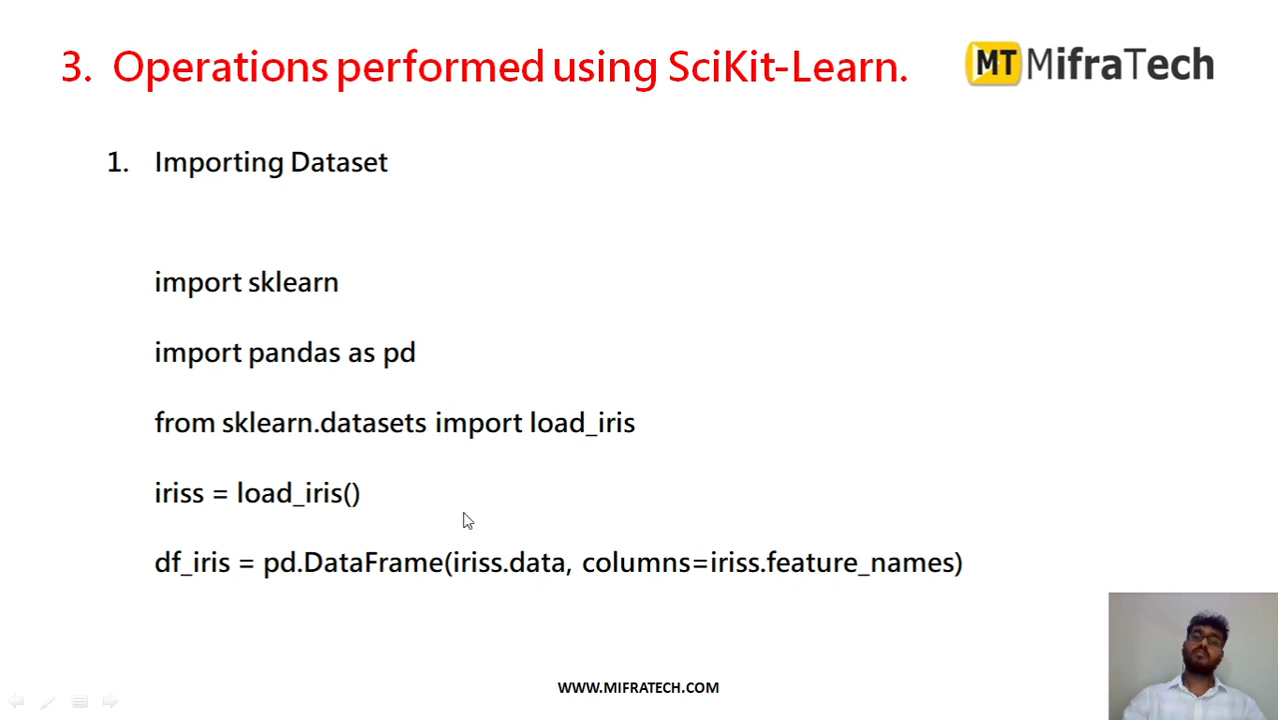 3. Operations performed using SciKit-Learn.
MT MifraTech
1. Importing Dataset
import sklearn
import pandas as pd
from sklearn.datasets import load_iris
iriss = load_iris()
df_iris = pd.DataFrame(iriss.data, columns=iriss.feature_names)
WWW.MIFRATECH.COM